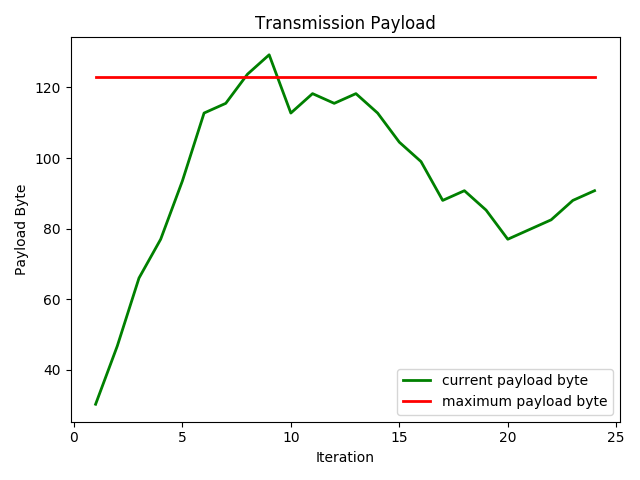 Transmission Payload
Payload Byte
120
100
80
60
40
0
5
10
15
20
25
Iteration
current payload byte
maximum payload byte